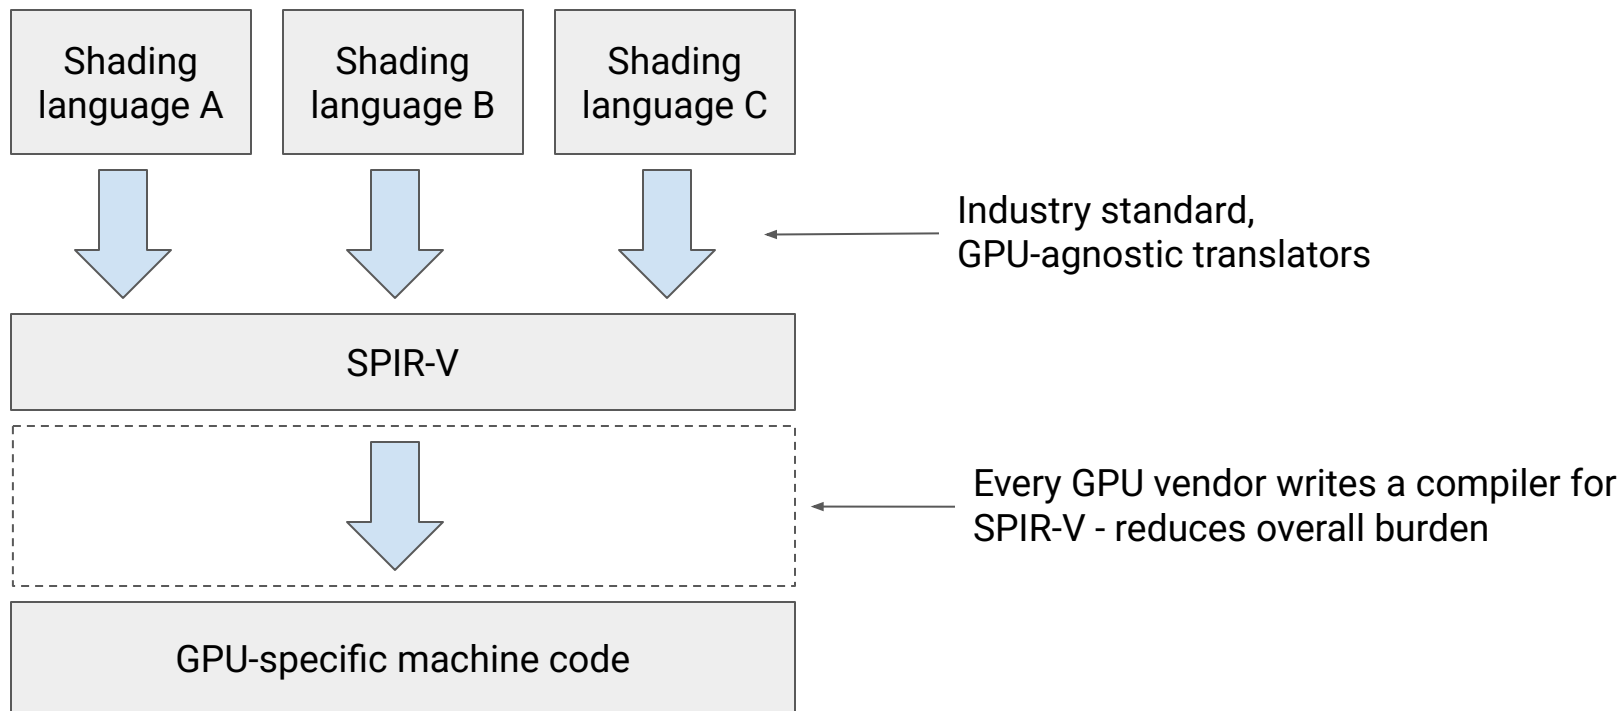 Shading
language A
Shading
language B
Shading
language C
Industry standard,
GPU-agnostic translators
SPIR-V
Every GPU vendor writes a compiler for
SPIR-V - reduces overall burden
GPU-specific machine code